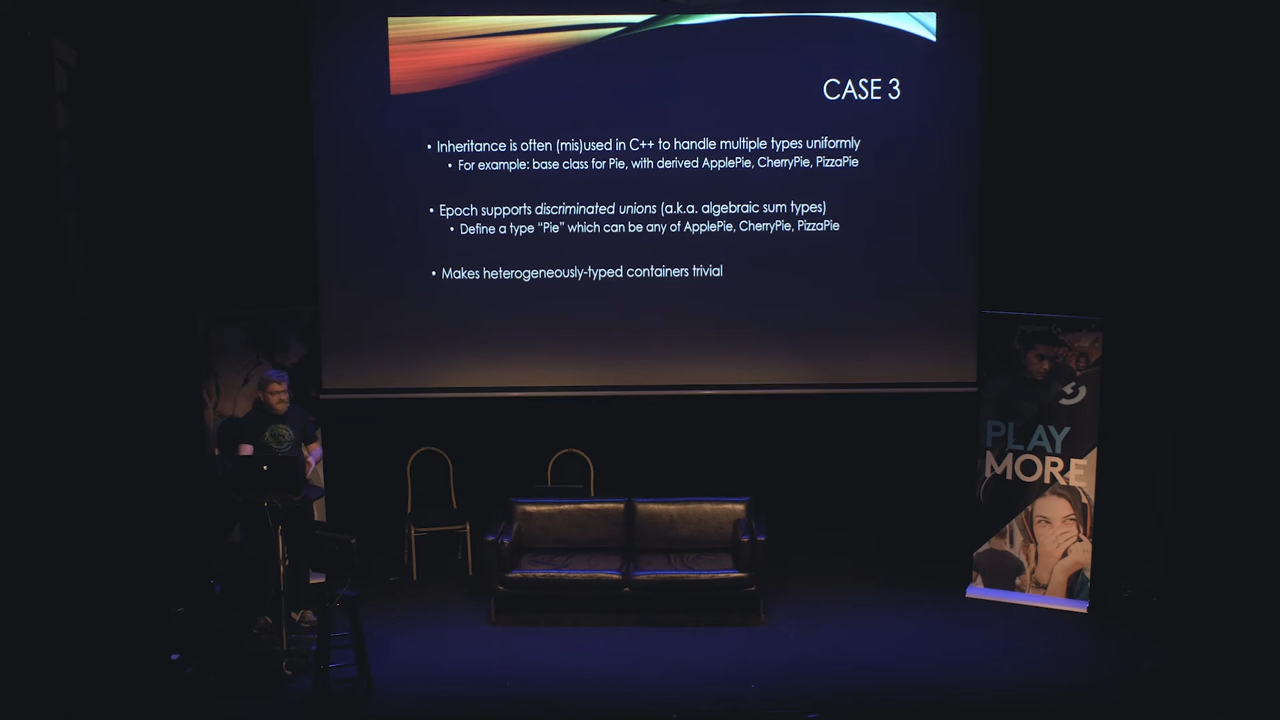 CASE 3
• Inheritance is often (mis)used in C++ to handle multiple types uniformly
• For example: base class for Pie, with derived ApplePie, CherryPie, PizzaPie
• Epoch supports discriminated unions (a.k.a. algebraic sum types)
• Define a type “Pie” which can be any of ApplePie, CherryPie, PizzaPie
• Makes heterogeneously-typed containers trivial
PLAY
MORE